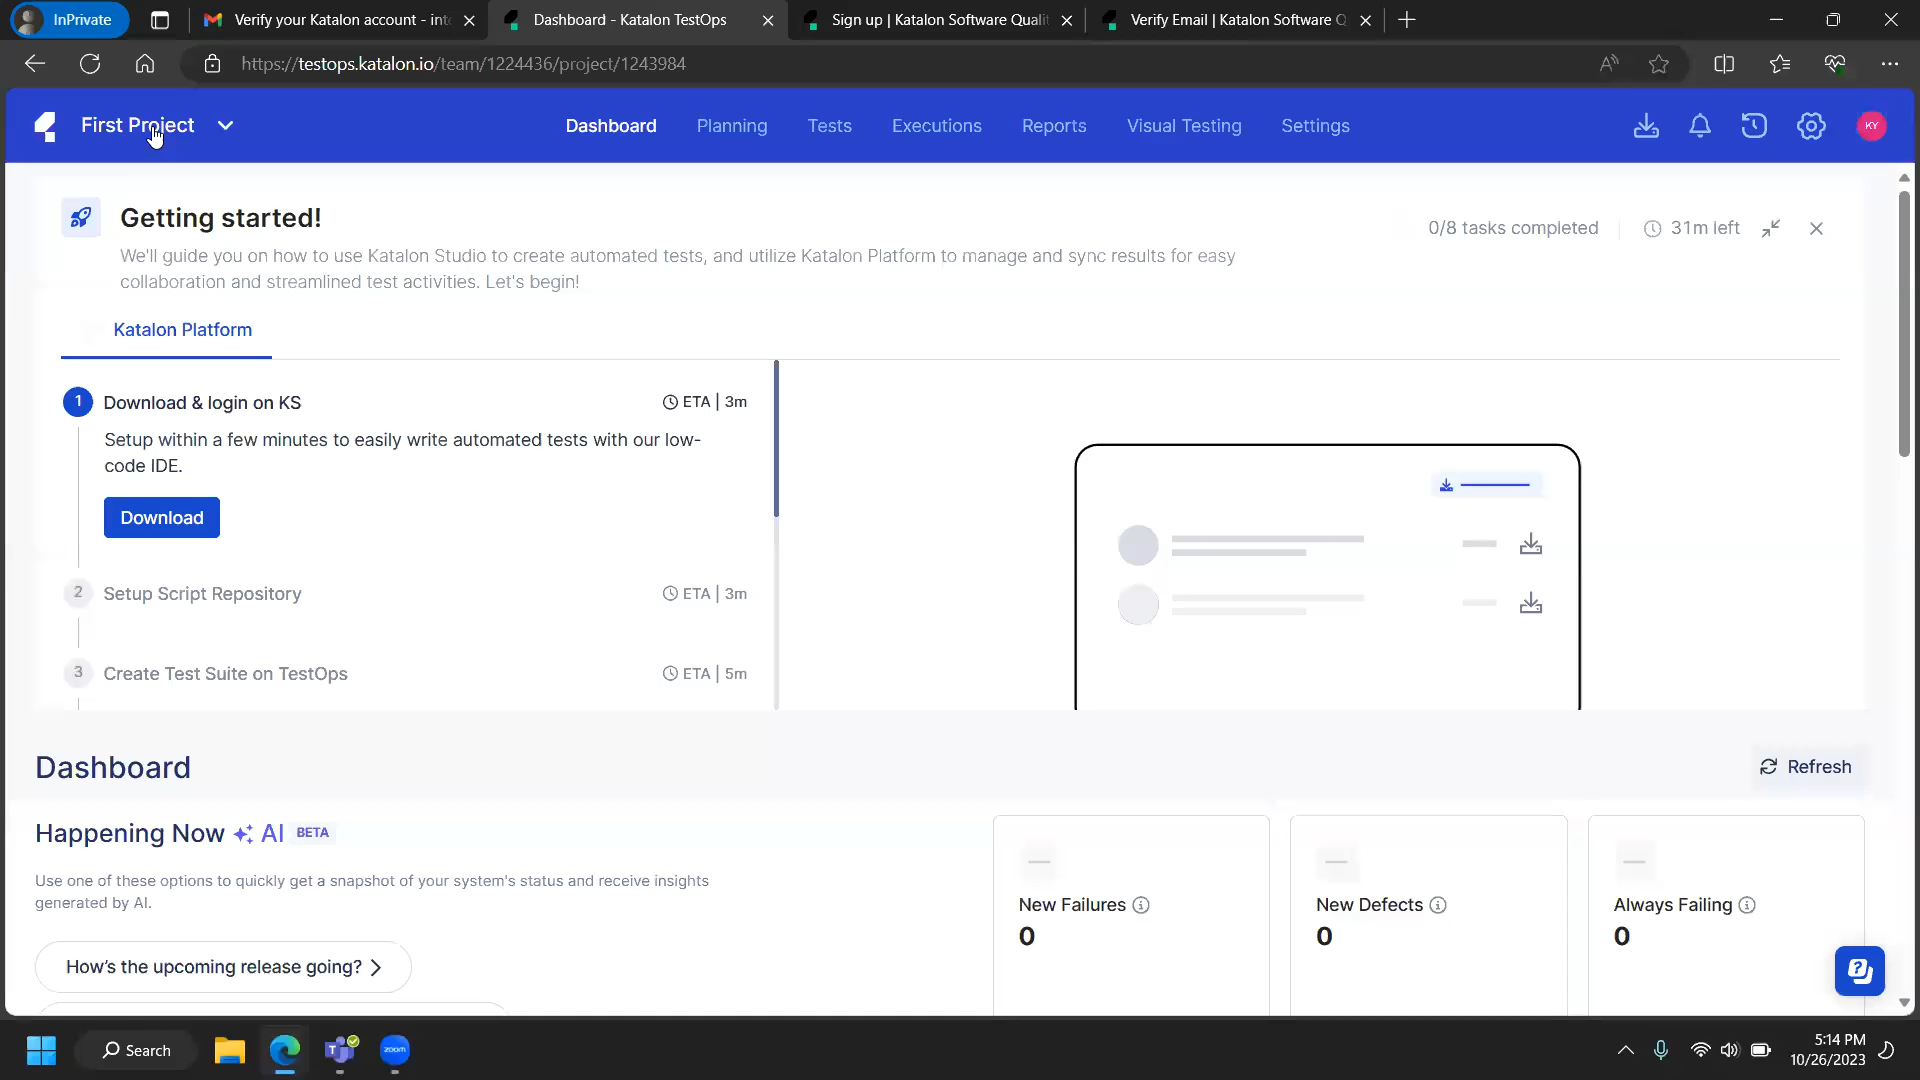 InPrivate
Verify your Katalon account - inte
Dashboard - Katalon TestOps
Sign up | Katalon Software Quali
Verify Email | Katalon Software Q
https://testops.katalon.io/team/1224436/project/1243984
First Project
Dashboard
Planning
Tests
Executions
Reports
Visual Testing
Settings
KY
Getting started!
0/8 tasks completed
31m left
We'll guide you on how to use Katalon Studio to create automated tests, and utilize Katalon Platform to manage and sync results for easy
collaboration and streamlined test activities. Let's begin!
Katalon Platform
1
Download & login on KS
ETA | 3m
Setup within a few minutes to easily write automated tests with our low-
code IDE.
Download
2
Setup Script Repository
ETA | 3m
3
Create Test Suite on TestOps
ETA | 5m
Dashboard
Refresh
Happening Now AI BETA
Use one of these options to quickly get a snapshot of your system's status and receive insights
generated by AI.
How's the upcoming release going?
New Failures
0
New Defects
0
Always Failing
0
Search
zoom
5:14 PM
10/26/2023